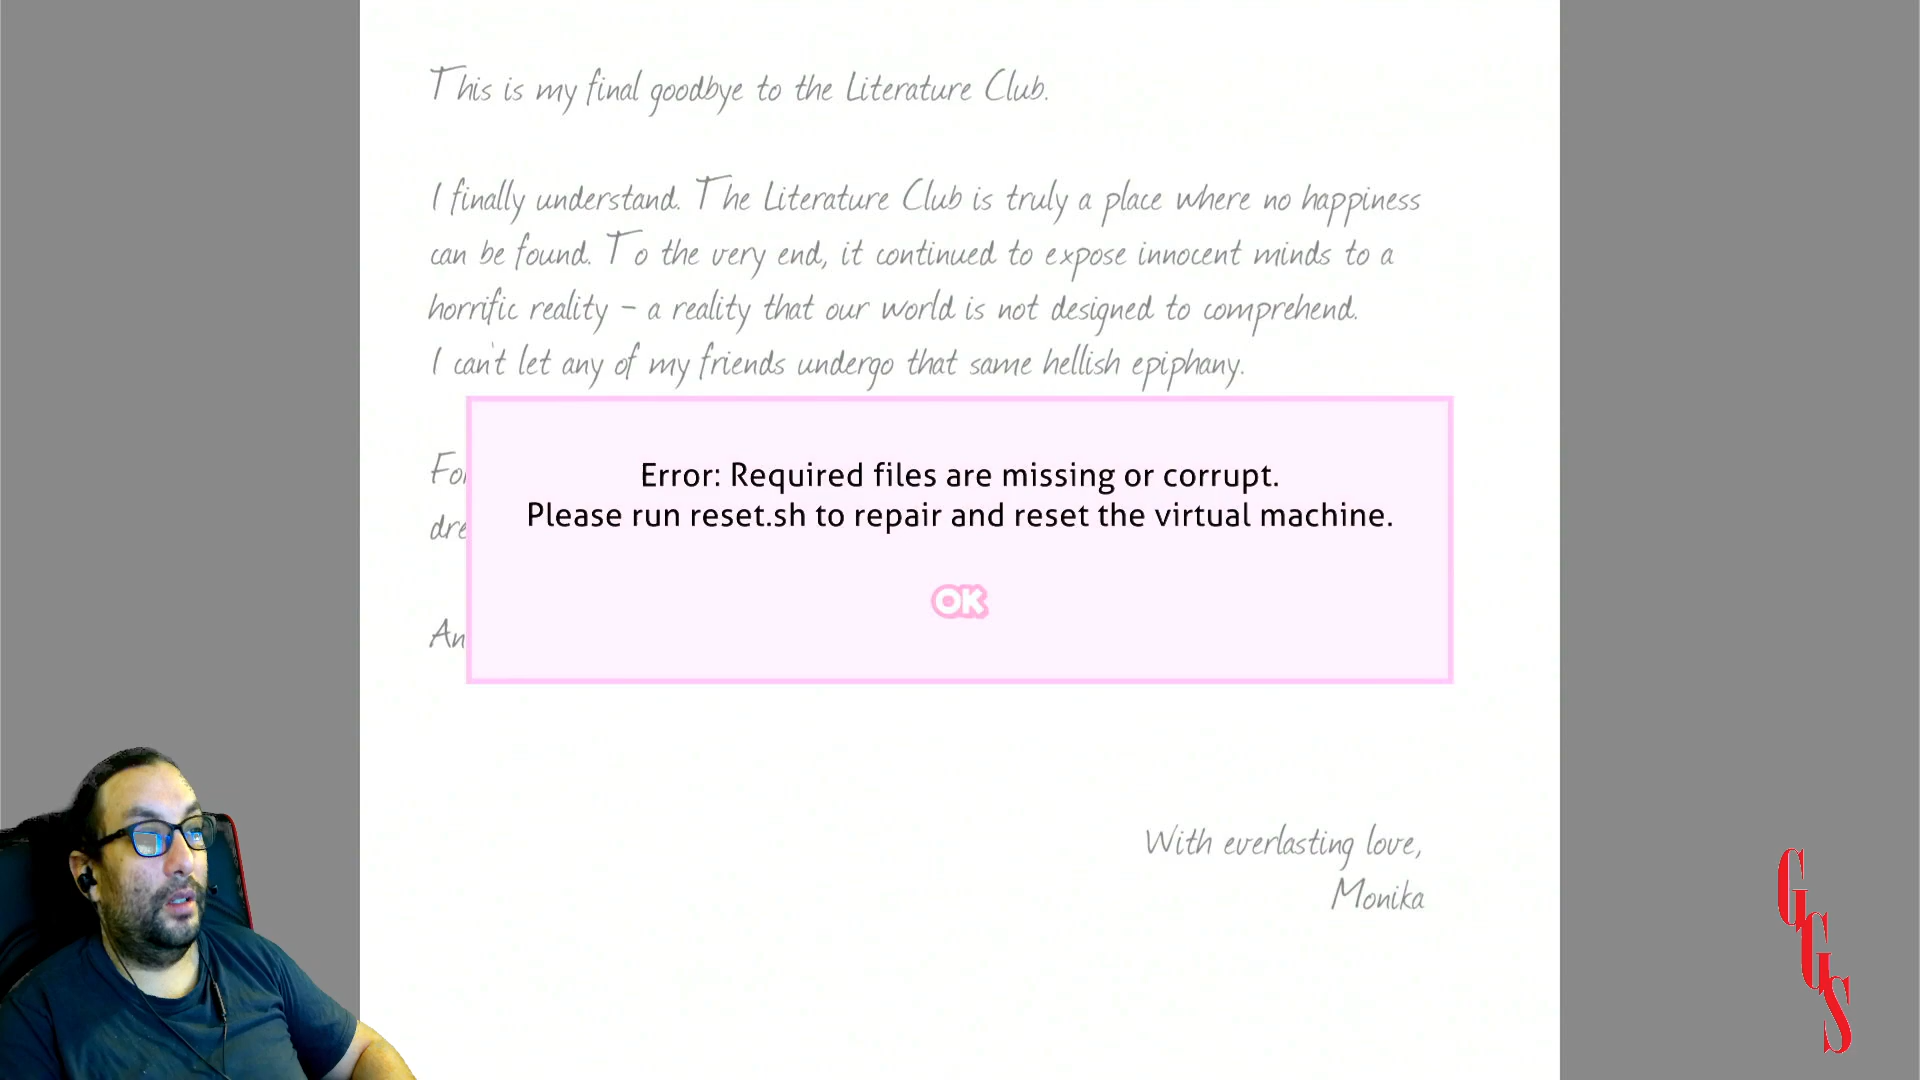 This is my final goodbye to the Literature Club.
I finally understand. The Literature Club is truly a place where no happiness
can be found. To the very end, it continued to expose innocent minds to a
horrific reality – a reality that our world is not designed to comprehend.
I can't let any of my friends undergo that same hellish epiphany.
Error: Required files are missing or corrupt.
Please run reset.sh to repair and reset the virtual machine.
OK
With everlasting love,
Monika
GGS